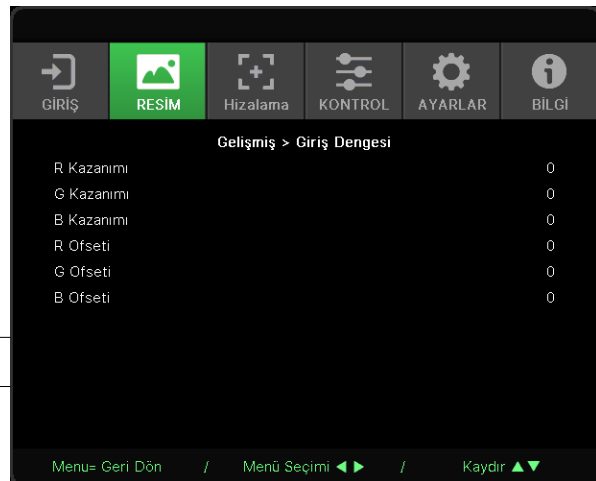 GİRİŞ RESİM Hizalama KONTROL AYARLAR BİLGİ
Gelişmiş > Giriş Dengesi
R Kazanımı 0
G Kazanımı 0
B Kazanımı 0
R Ofseti 0
G Ofseti 0
B Ofseti 0
Menu= Geri Dön / Menü Seçimi ◀ ▶ / Kaydır ▲▼